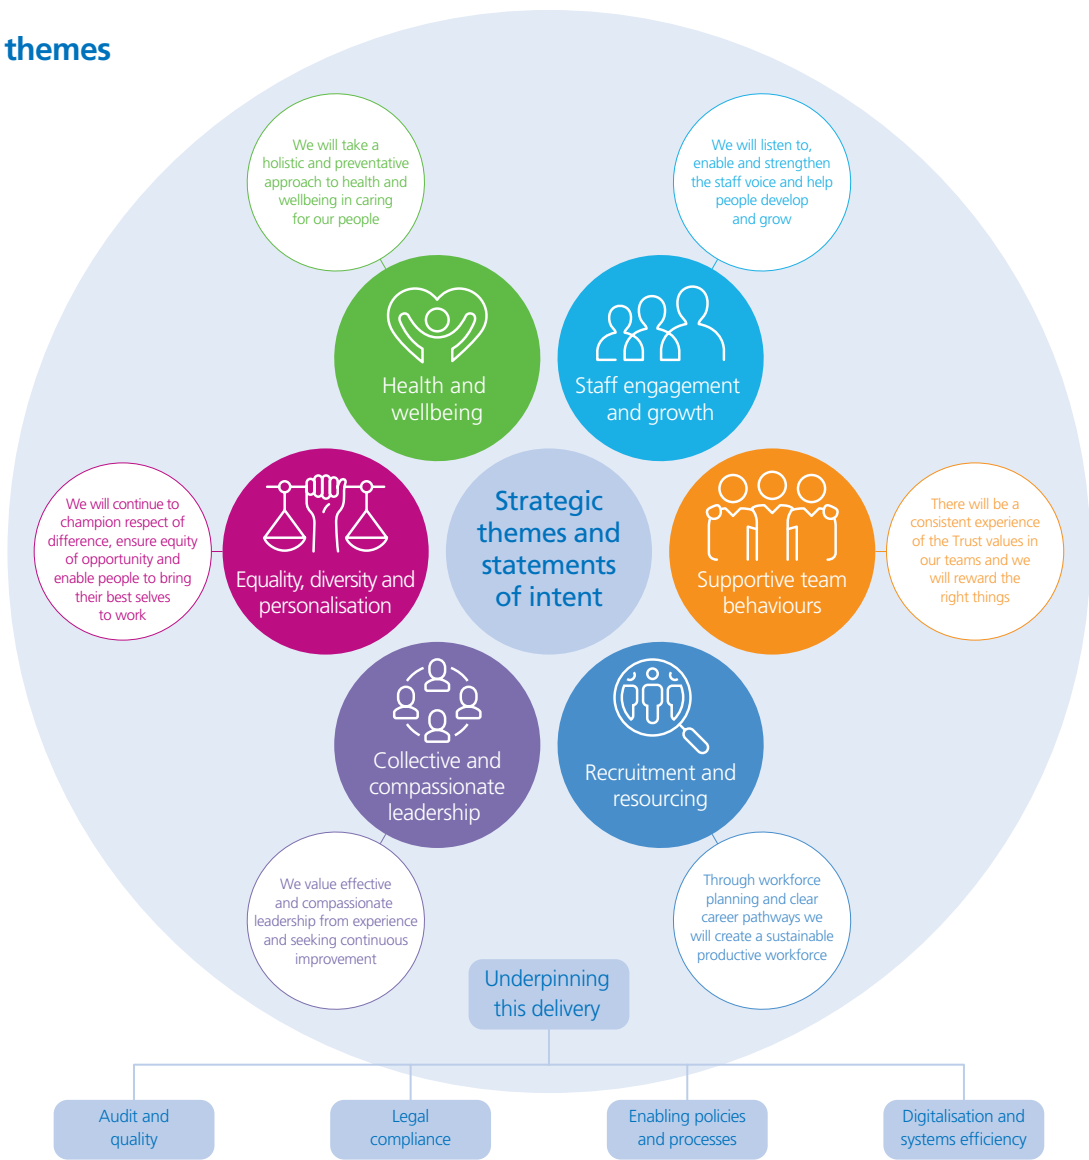 themes
We will take a
holistic and preventative
approach to health and
wellbeing in caring
for our people
We will listen to,
enable and strengthen
the staff voice and help
people develop
and grow
Health and
wellbeing
Staff engagement
and growth
We will continue to
champion respect of
difference, ensure equity
of opportunity and
enable people to bring
their best selves
to work
Equality, diversity and
personalisation
Strategic
themes and
statements
of intent
Supportive team
behaviours
There will be a
consistent experience
of the Trust values in
our teams and we
will reward the
right things
Collective and
compassionate
leadership
Recruitment and
resourcing
We value effective
and compassionate
leadership from experience
and seeking continuous
improvement
Through workforce
planning and clear
career pathways we
will create a sustainable
productive workforce
Underpinning
this delivery
Audit and
quality
Legal
compliance
Enabling policies
and processes
Digitalisation and
systems efficiency